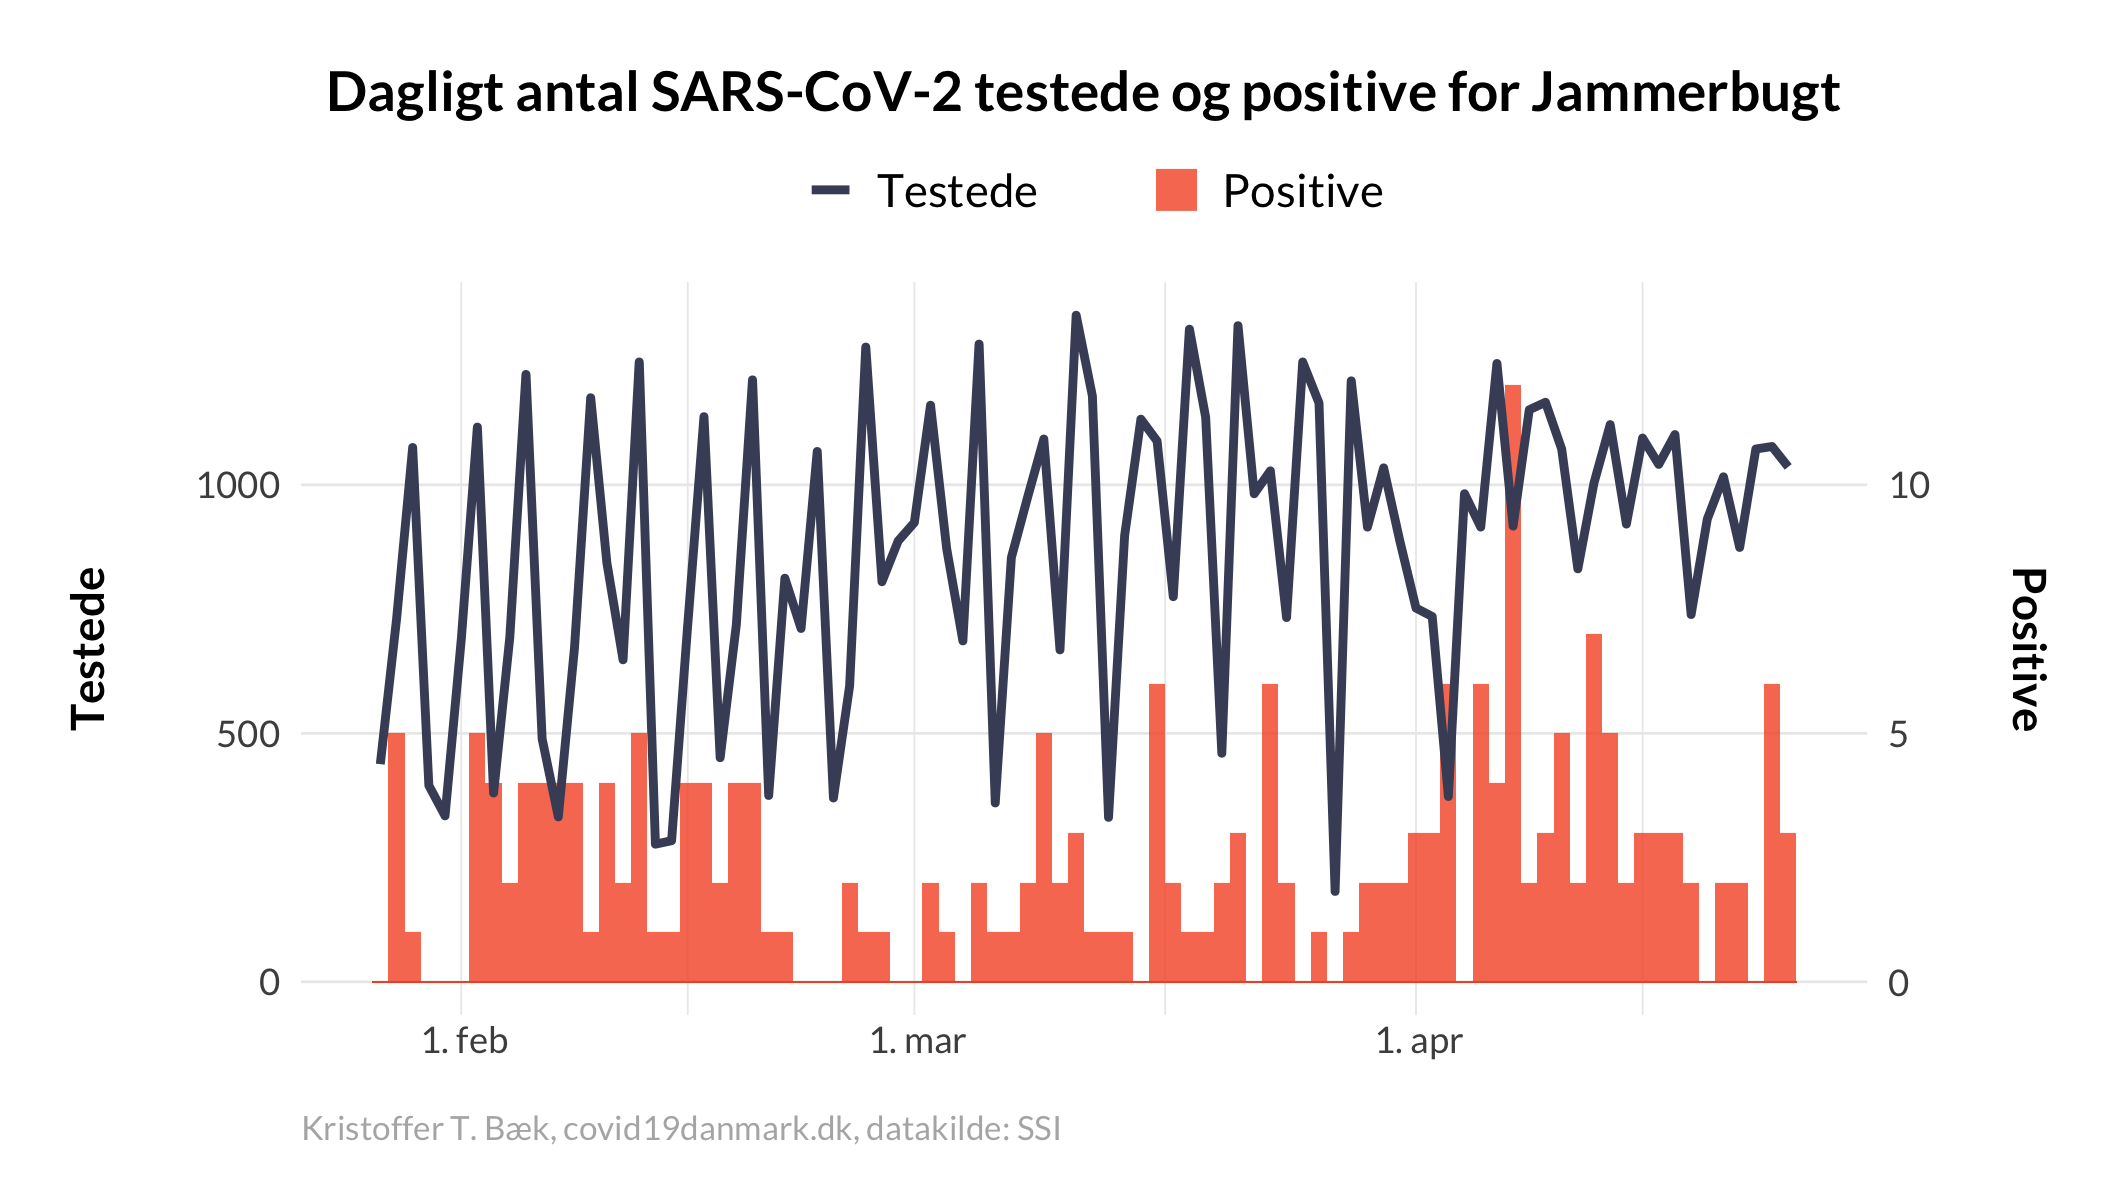 Dagligt antal SARS-CoV-2 testede og positive for Jammerbugt
Testede
Positive
1000
500
0
10
5
0
Testede
Positive
1. feb
1. mar
1. apr
Kristoffer T. Bæk, covid19danmark.dk, datakilde: SSI